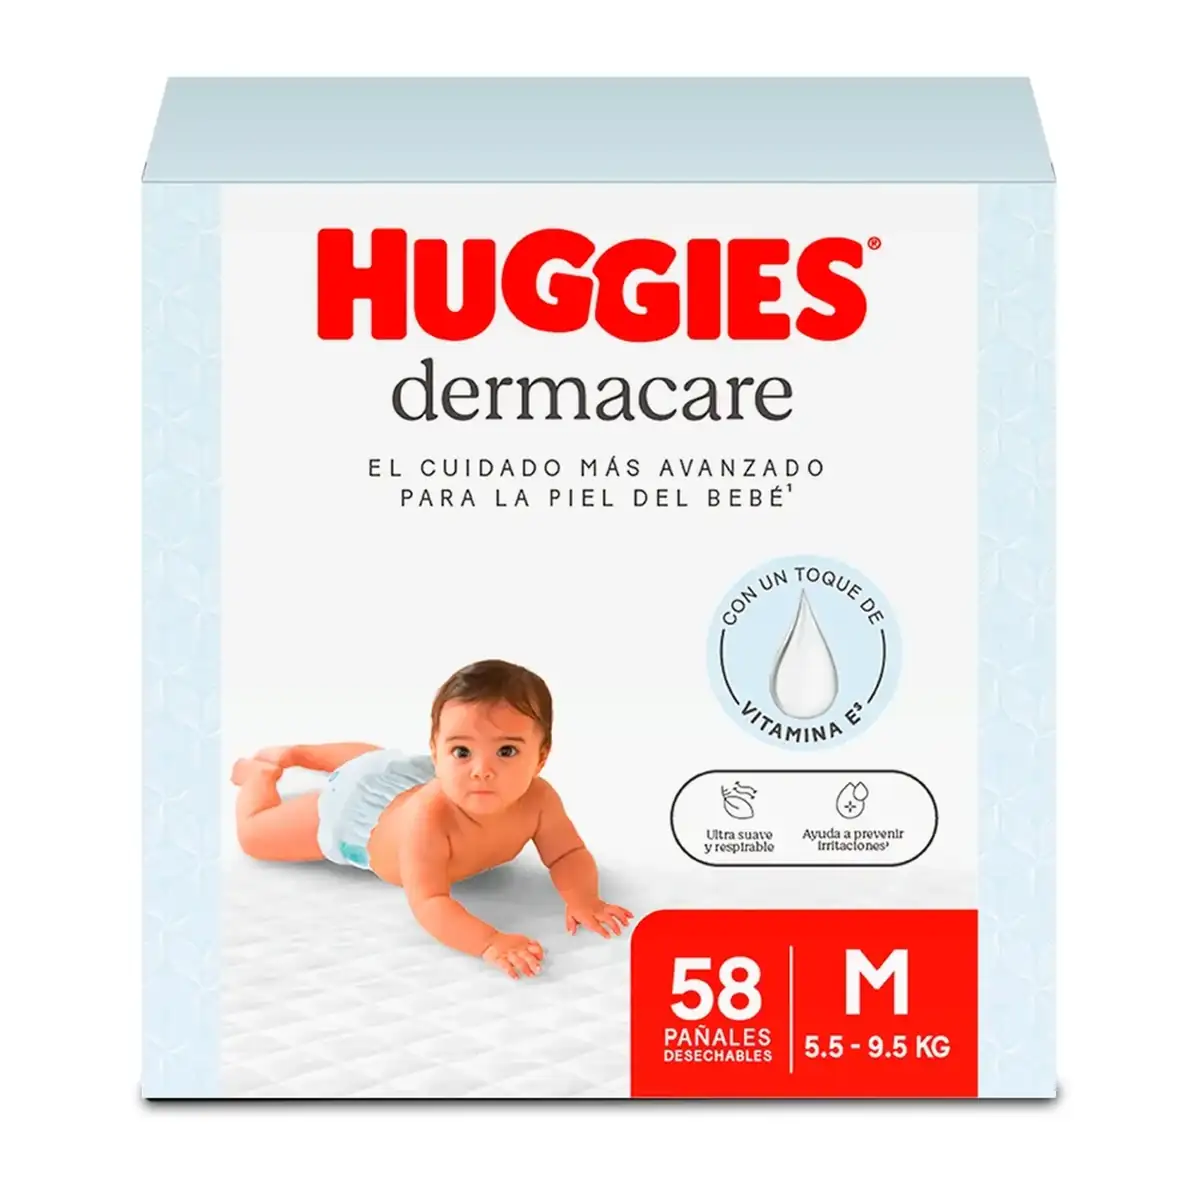 HUGGIES®
dermacare
EL CUIDADO MÁS AVANZADO
PARA LA PIEL DEL BEBÉ¹
CON UN TOQUE DE
VITAMINA E³
Ultra suave
y respirable
Ayuda a prevenir
irritaciones³
58
PAÑALES
DESECHABLES
M
5.5 - 9.5 KG